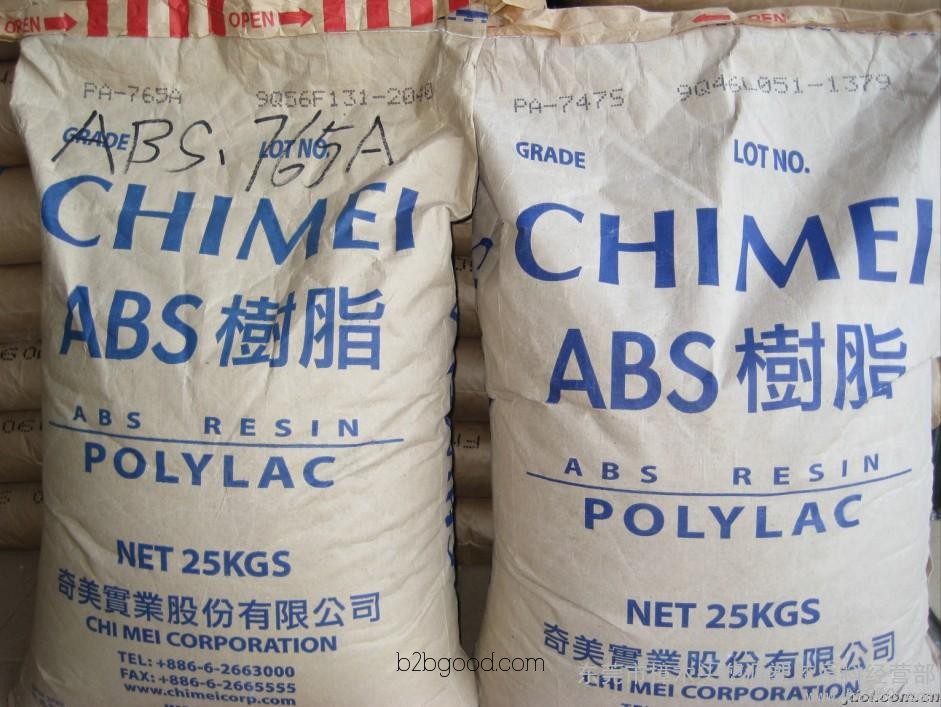 OPEN
OPEN
OPEN
PA-765A 9Q56F131-2040
ABS. 765A
GRADE LOT NO.
CHIMEI
ABS 樹脂
ABS RESIN
POLYLAC
NET 25KGS
奇美實業股份有限公司
CHI MEI CORPORATION
TEL: +886-6-2663000
FAX: +886-6-2665555
www.chimeicorp.com
PA-747S 9Q46L051-1379
GRADE LOT NO.
CHIMEI
ABS 樹脂
ABS RESIN
POLYLAC
NET 25KGS
奇美實業股份有限公司
CHI MEI CORPORATION
b2bgood.com